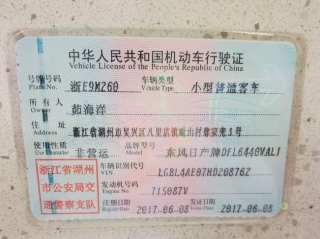 中华人民共和国机动车行驶证
Vehicle License of the People's Republic of China
号牌号码 浙E9MZ60 车辆类型 小型普通客车
Plate No. Vehicle Type
所有人 茹海洋
Owner
住址 浙江省湖州市吴兴区八里店镇
Address
使用性质 非营运 品牌型号 东风日产牌DFL6440VAL1
Model
浙江省湖州
市公安局交
通警察支队
车辆识别代号 LGBL4AE07HD208762
VIN
发动机号码 715087V
Engine No.
注册日期 2017-06-08 发证日期 2017-06-08
Register Date Issue Date